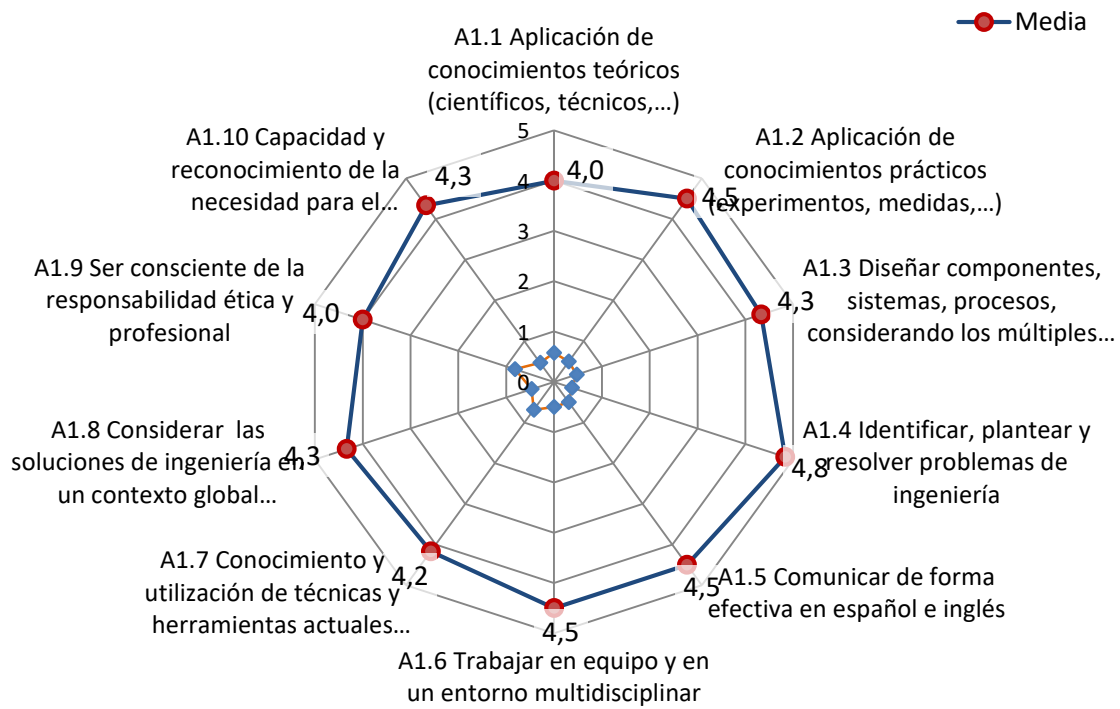 Media
A1.1 Aplicación de
conocimientos teóricos
(científicos, técnicos,…)
A1.2 Aplicación de
conocimientos prácticos
(experimentos, medidas,…)
A1.3 Diseñar componentes,
sistemas, procesos,
considerando los múltiples…
A1.4 Identificar, plantear y
resolver problemas de
ingeniería
A1.5 Comunicar de forma
efectiva en español e inglés
A1.6 Trabajar en equipo y en
un entorno multidisciplinar
A1.7 Conocimiento y
utilización de técnicas y
herramientas actuales…
A1.8 Considerar  las
soluciones de ingeniería en
un contexto global…
A1.9 Ser consciente de la
responsabilidad ética y
profesional
A1.10 Capacidad y
reconocimiento de la
necesidad para el…
5
4
3
2
1
0
4,0
4,5
4,3
4,8
4,5
4,5
4,2
4,3
4,0
4,3